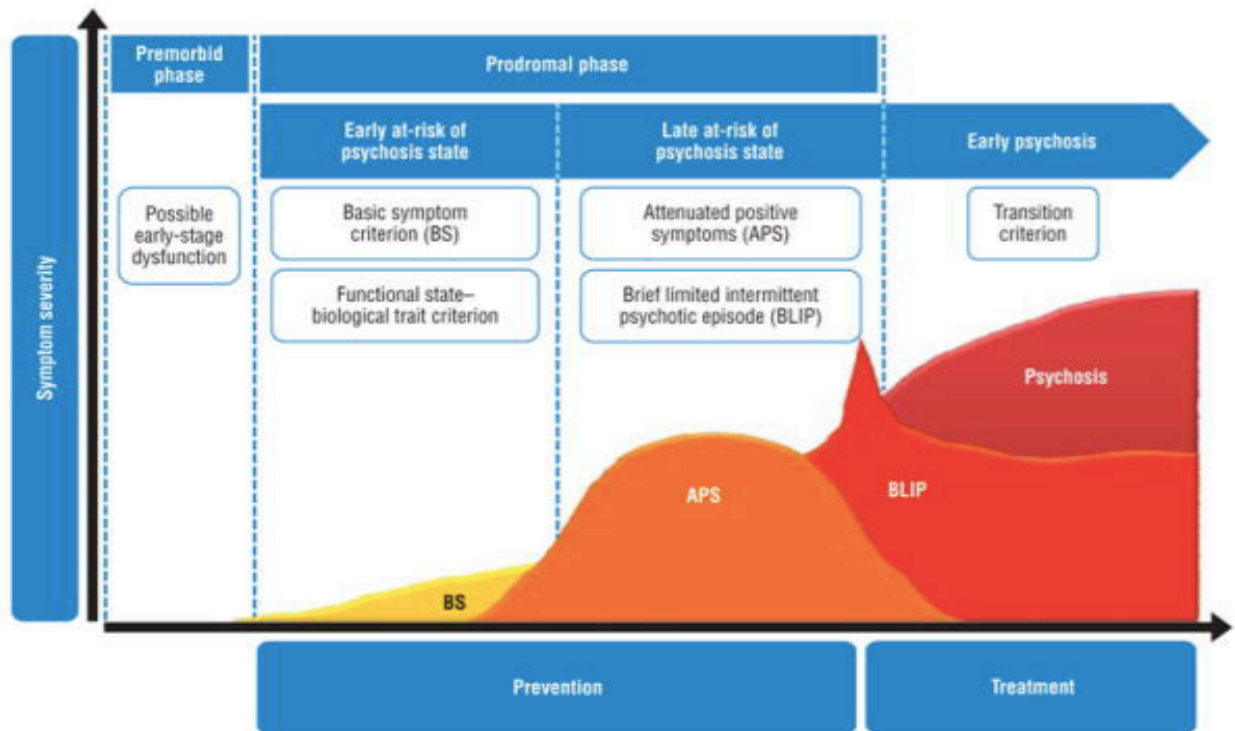 Premorbid
phase
Prodromal phase
Early at-risk of
psychosis state
Late at-risk of
psychosis state
Early psychosis
Possible
early-stage
dysfunction
Basic symptom
criterion (BS)
Attenuated positive
symptoms (APS)
Transition
criterion
Functional state–
biological trait criterion
Brief limited intermittent
psychotic episode (BLIP)
Symptom severity
Psychosis
APS
BLIP
BS
Prevention
Treatment